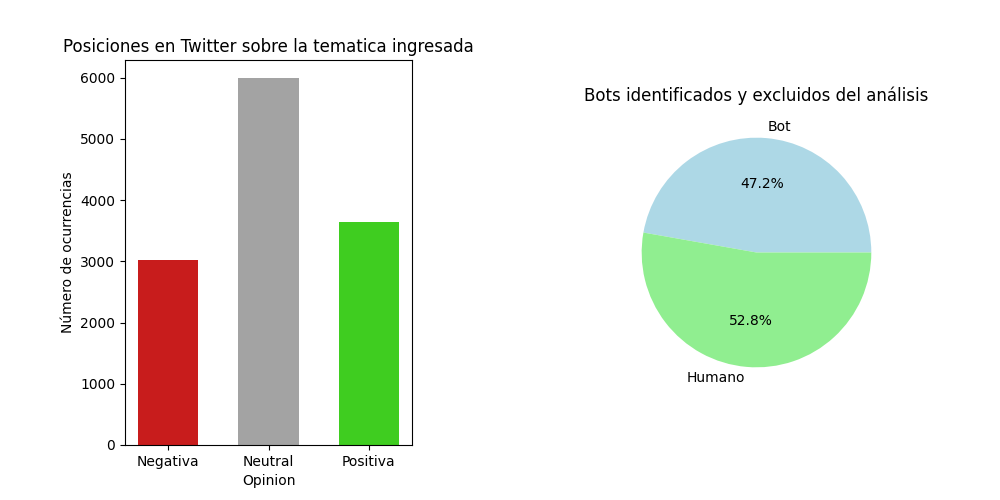 Posiciones en Twitter sobre la tematica ingresada
Número de ocurrencias
6000
5000
4000
3000
2000
1000
0
Negativa
Neutral
Positiva
Opinion
Bots identificados y excluidos del análisis
Bot
47.2%
52.8%
Humano